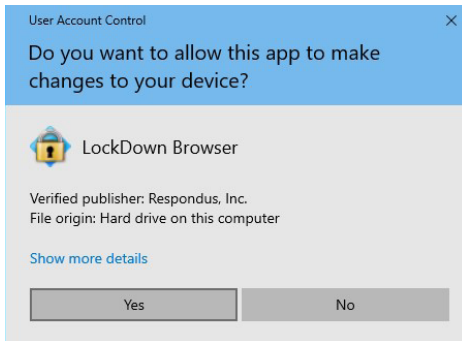 User Account Control
Do you want to allow this app to make
changes to your device?
LockDown Browser
Verified publisher: Respondus, Inc.
File origin: Hard drive on this computer
Show more details
Yes
No